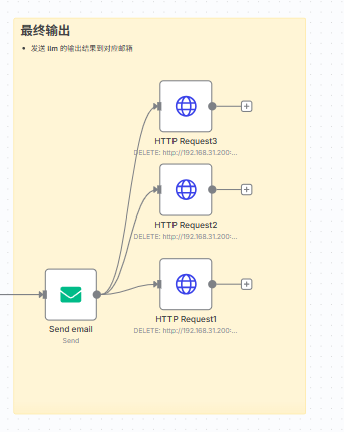 最终输出
• 发送 llm 的输出结果到对应邮箱
HTTP Request3
DELETE: http://192.168.31.200:...
HTTP Request2
DELETE: http://192.168.31.200:...
HTTP Request1
DELETE: http://192.168.31.200:...
Send email
Send